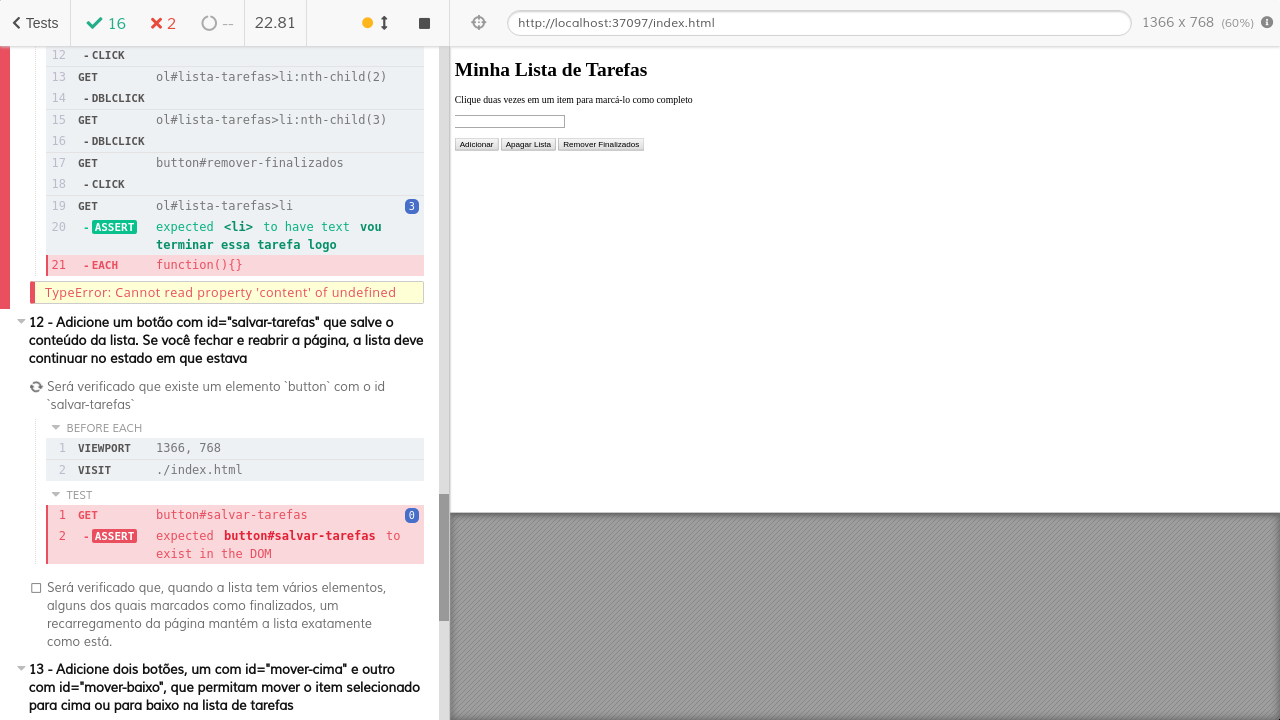 Tests
16
2
--
22.81
http://localhost:37097/index.html
1366 x 768 (60%)
12 - CLICK
13 GET ol#lista-tarefas>li:nth-child(2)
14 - DBLCLICK
15 GET ol#lista-tarefas>li:nth-child(3)
16 - DBLCLICK
17 GET button#remover-finalizados
18 - CLICK
19 GET ol#lista-tarefas>li 3
20 - ASSERT expected <li> to have text vou
terminar essa tarefa logo
21 - EACH function(){}
TypeError: Cannot read property 'content' of undefined
12 - Adicione um botão com id="salvar-tarefas" que salve o
conteúdo da lista. Se você fechar e reabrir a página, a lista deve
continuar no estado em que estava
Será verificado que existe um elemento `button` com o id
`salvar-tarefas`
BEFORE EACH
1 VIEWPORT 1366, 768
2 VISIT ./index.html
TEST
1 GET button#salvar-tarefas 0
2 - ASSERT expected button#salvar-tarefas to
exist in the DOM
Será verificado que, quando a lista tem vários elementos,
alguns dos quais marcados como finalizados, um
recarregamento da página mantém a lista exatamente
como está.
13 - Adicione dois botões, um com id="mover-cima" e outro
com id="mover-baixo", que permitam mover o item selecionado
para cima ou para baixo na lista de tarefas
Minha Lista de Tarefas
Clique duas vezes em um item para marcá-lo como completo
Adicionar Apagar Lista Remover Finalizados